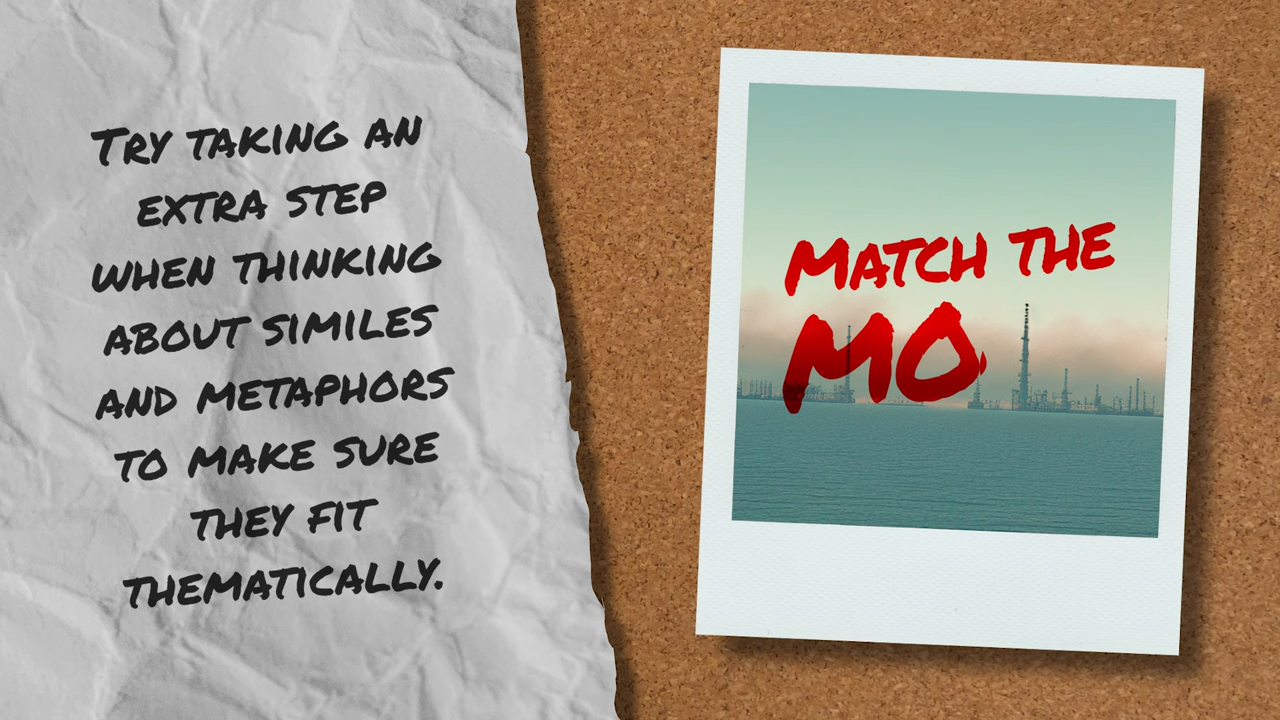 Try taking an
extra step
when thinking
about similes
and metaphors
to make sure
they fit
thematically.
Match the
MO